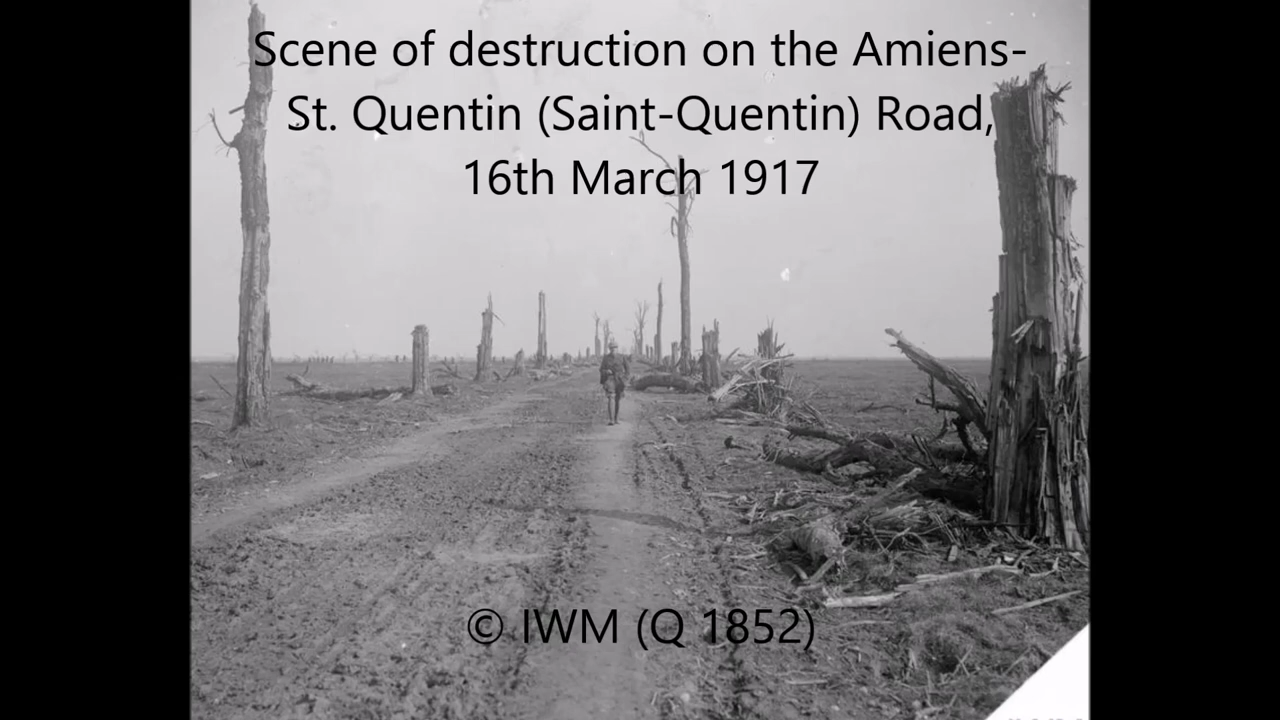 Scene of destruction on the Amiens-
St. Quentin (Saint-Quentin) Road,
16th March 1917
© IWM (Q 1852)